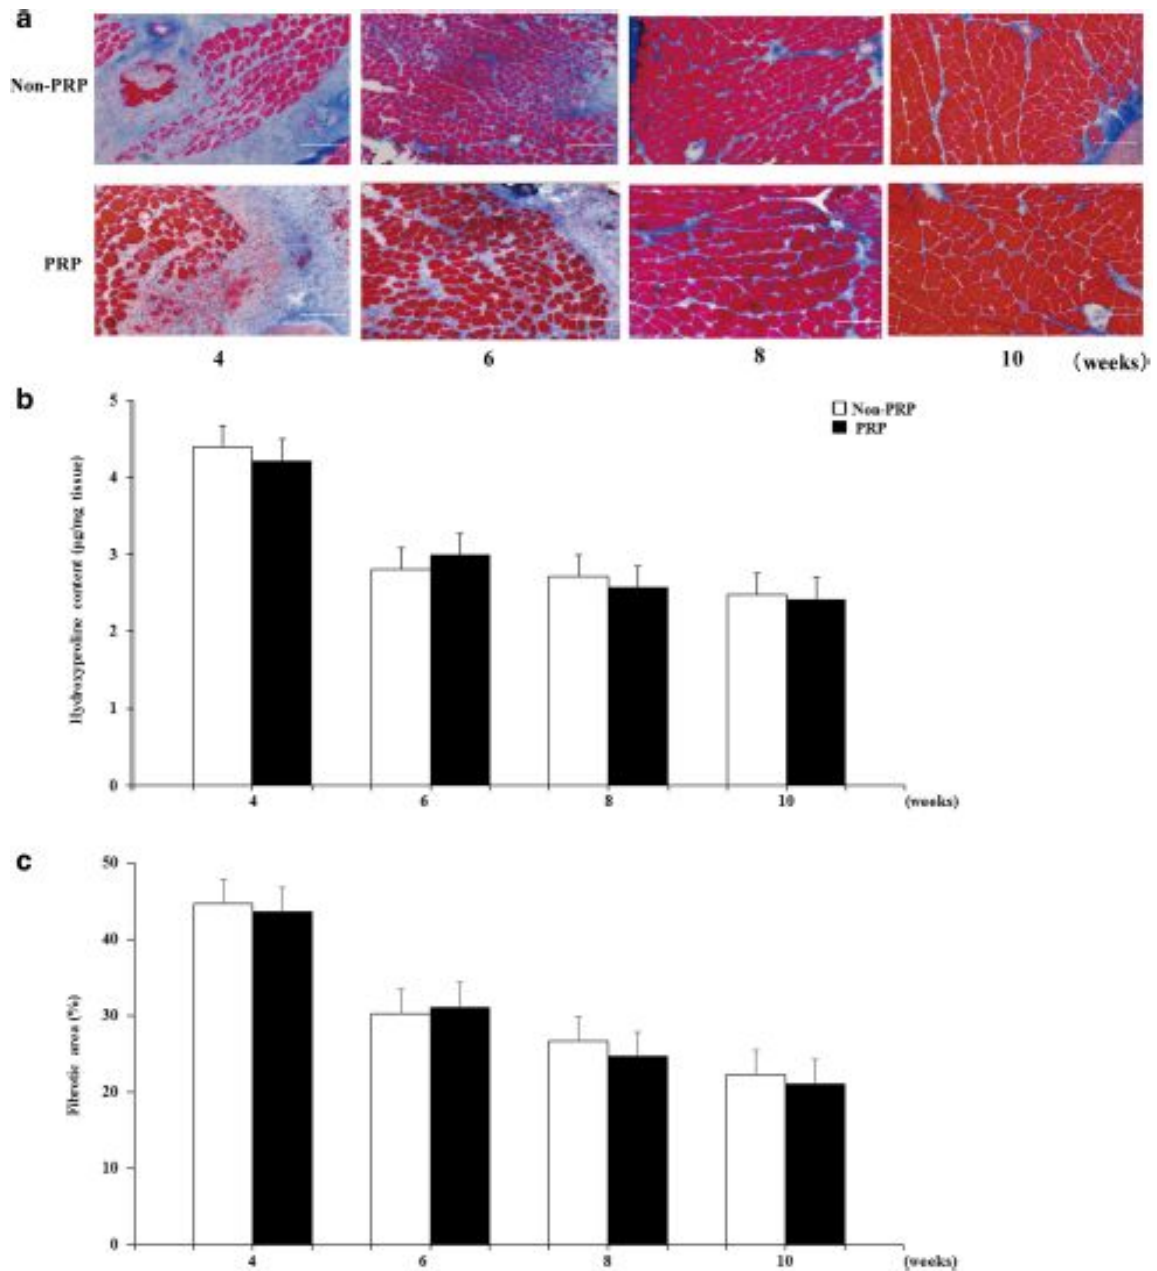 a
Non-PRP
PRP
4 6 8 10 (weeks)
b
Hydroxyproline content (µg/mg tissue)
5
4
3
2
1
0
Non-PRP
PRP
4 6 8 10 (weeks)
c
Fibrotic area (%)
50
40
30
20
10
0
4 6 8 10 (weeks)